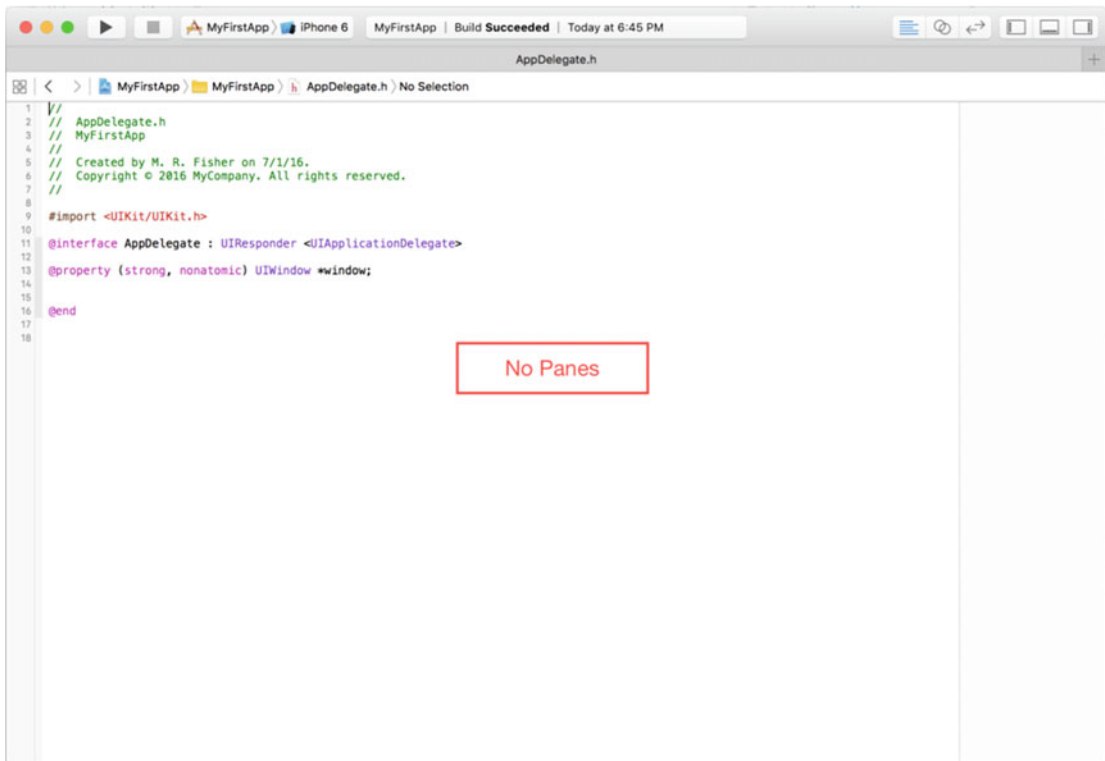 MyFirstApp 〉 iPhone 6 MyFirstApp | Build Succeeded | Today at 6:45 PM
AppDelegate.h
MyFirstApp 〉 MyFirstApp 〉 h AppDelegate.h 〉 No Selection
1 //
2 //  AppDelegate.h
3 //  MyFirstApp
4 //
5 //  Created by M. R. Fisher on 7/1/16.
6 //  Copyright © 2016 MyCompany. All rights reserved.
7 //
8
9 #import <UIKit/UIKit.h>
10
11 @interface AppDelegate : UIResponder <UIApplicationDelegate>
12
13 @property (strong, nonatomic) UIWindow *window;
14
15
16 @end
17
18
No Panes